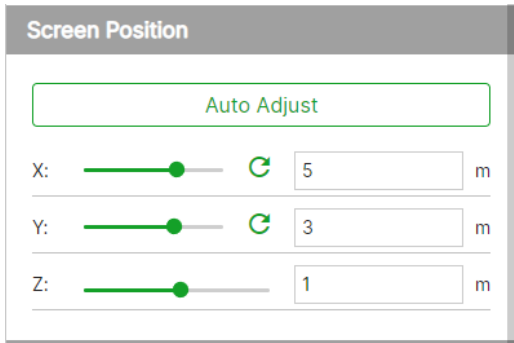 Screen Position
Auto Adjust
X: 5 m
Y: 3 m
Z: 1 m